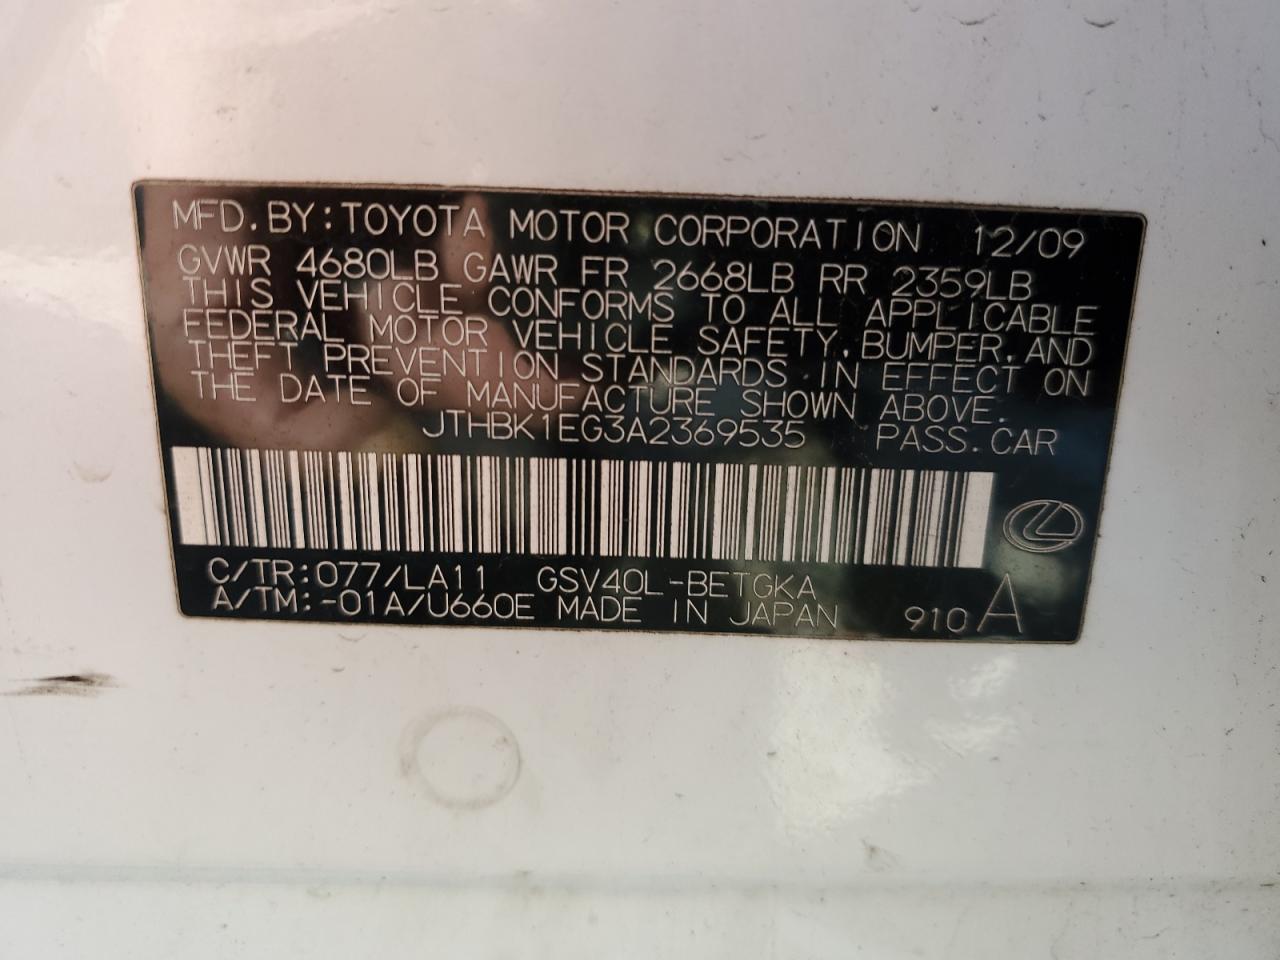 MFD.BY:TOYOTA MOTOR CORPORATION 12/09
GVWR 4680LB GAWR FR 2668LB RR 2359LB
THIS VEHICLE CONFORMS TO ALL APPLICABLE
FEDERAL MOTOR VEHICLE SAFETY,BUMPER,AND
THEFT PREVENTION STANDARDS IN EFFECT ON
THE DATE OF MANUFACTURE SHOWN ABOVE.
JTHBK1EG3A2369535 PASS.CAR
C/TR:077/LA11 GSV40L-BETGKA
A/TM:-01A/U660E MADE IN JAPAN 910 A